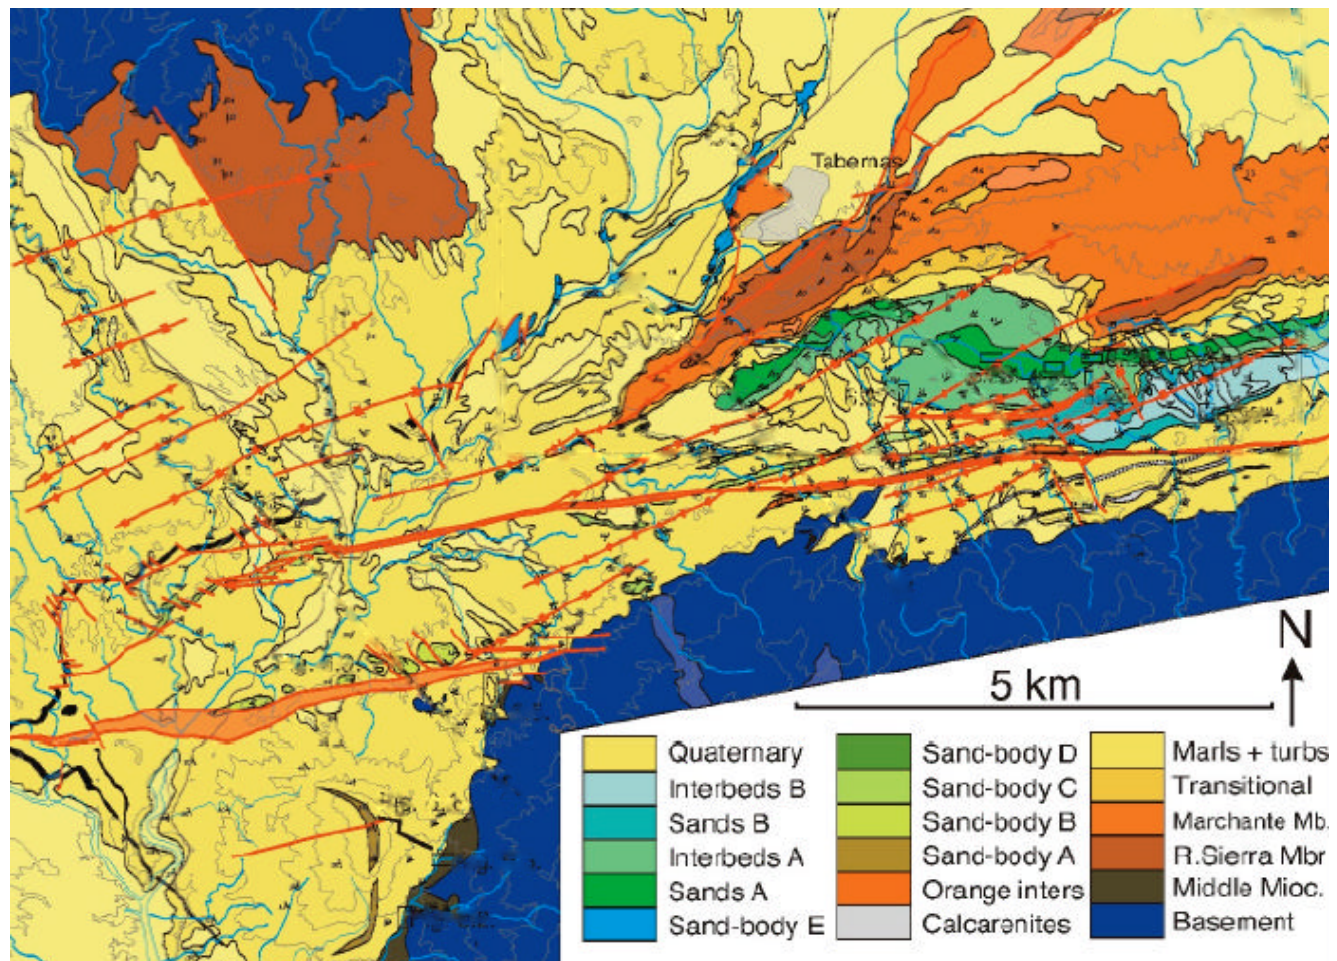 Tabernas
N
5 km
Quaternary
Interbeds B
Sands B
Interbeds A
Sands A
Sand-body E
Sand-body D
Sand-body C
Sand-body B
Sand-body A
Orange inters
Calcarenites
Marls + turbs
Transitional
Marchante Mb.
R.Sierra Mbr
Middle Mioc.
Basement